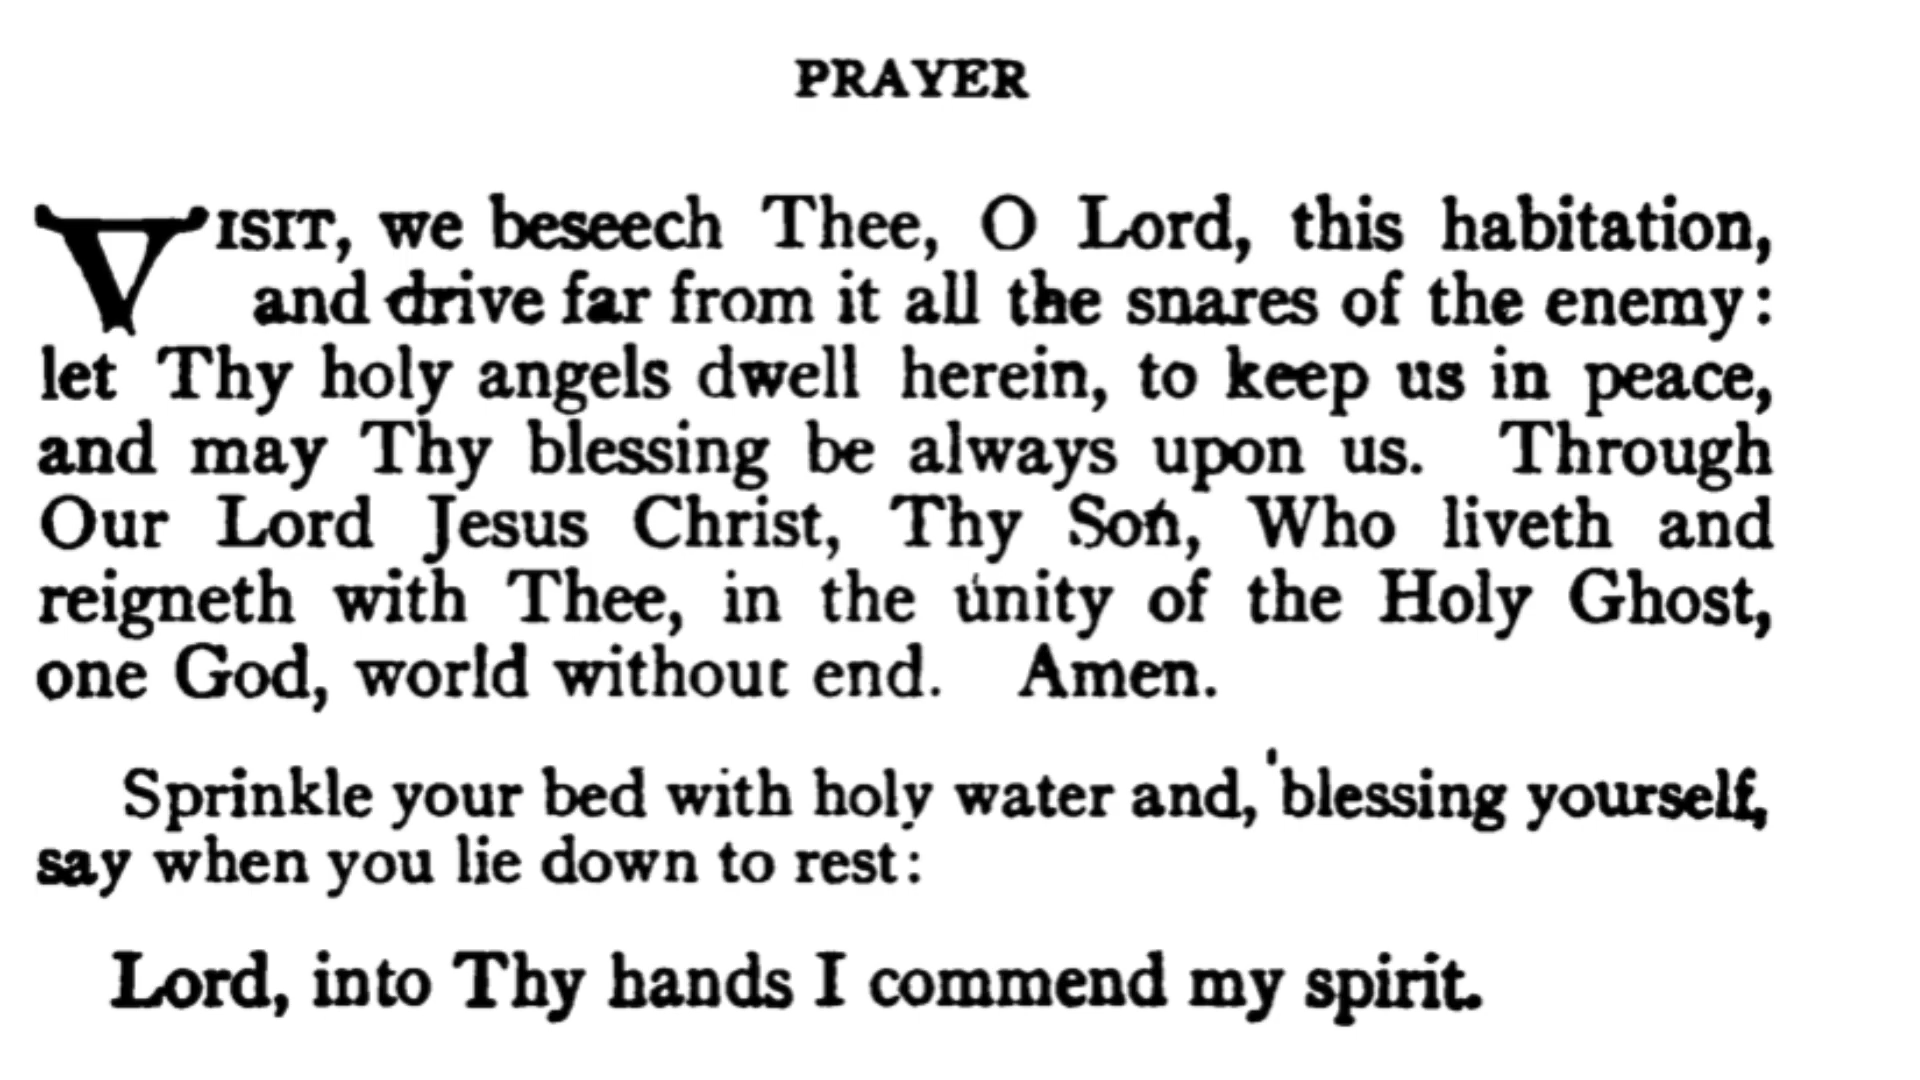 PRAYER
VISIT, we beseech Thee, O Lord, this habitation,
and drive far from it all the snares of the enemy:
let Thy holy angels dwell herein, to keep us in peace,
and may Thy blessing be always upon us. Through
Our Lord Jesus Christ, Thy Son, Who liveth and
reigneth with Thee, in the unity of the Holy Ghost,
one God, world without end. Amen.
Sprinkle your bed with holy water and, blessing yourself,
say when you lie down to rest:
Lord, into Thy hands I commend my spirit.